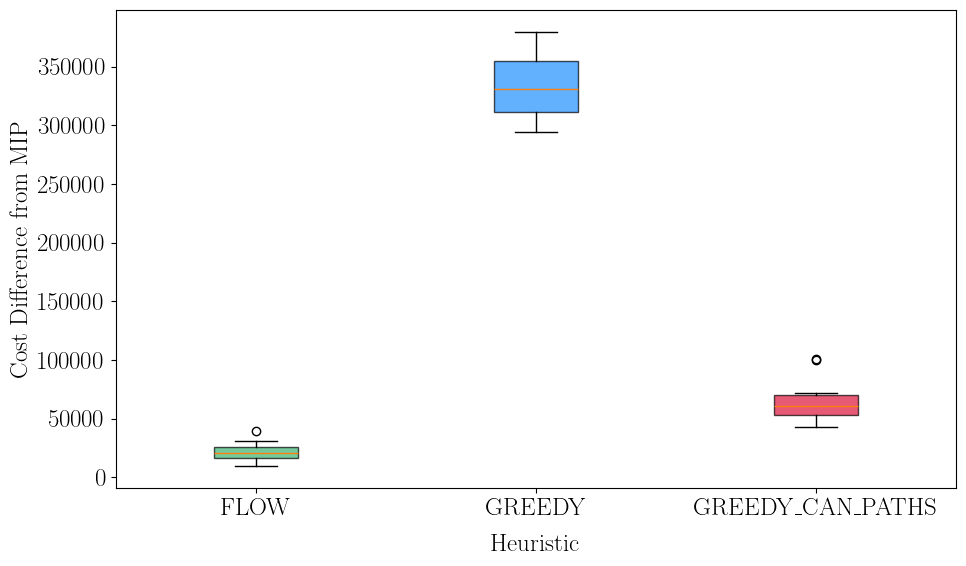 Cost Difference from MIP
350000
300000
250000
200000
150000
100000
50000
0
FLOW GREEDY GREEDY_CAN_PATHS
Heuristic